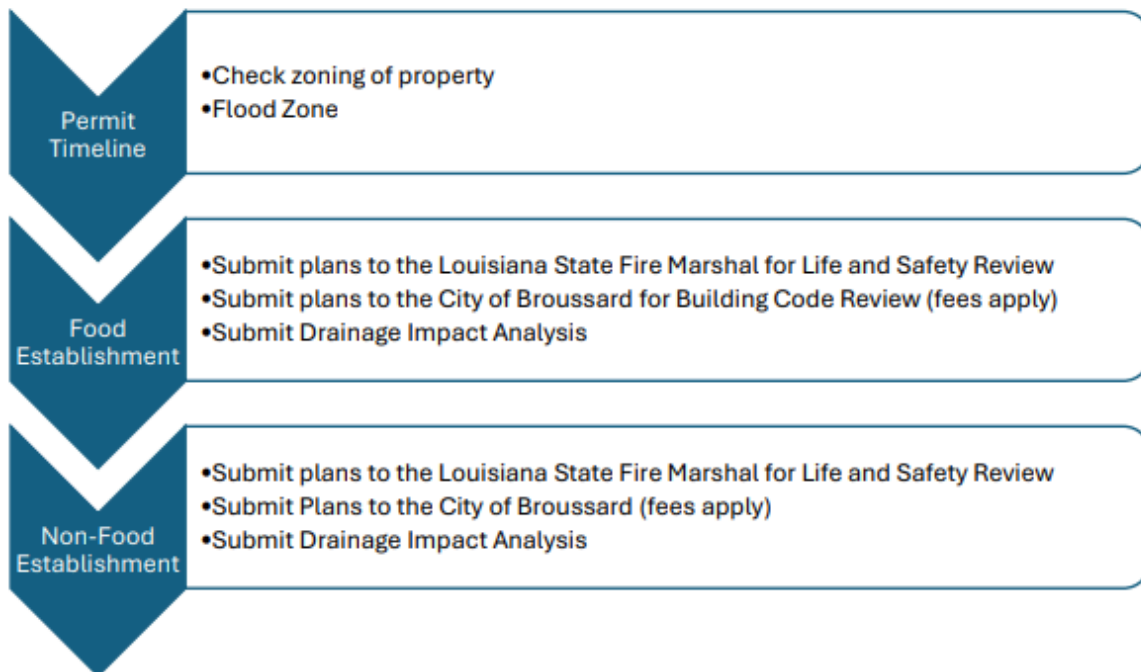 Permit
Timeline
•Check zoning of property
•Flood Zone
Food
Establishment
•Submit plans to the Louisiana State Fire Marshal for Life and Safety Review
•Submit plans to the City of Broussard for Building Code Review (fees apply)
•Submit Drainage Impact Analysis
Non-Food
Establishment
•Submit plans to the Louisiana State Fire Marshal for Life and Safety Review
•Submit Plans to the City of Broussard (fees apply)
•Submit Drainage Impact Analysis